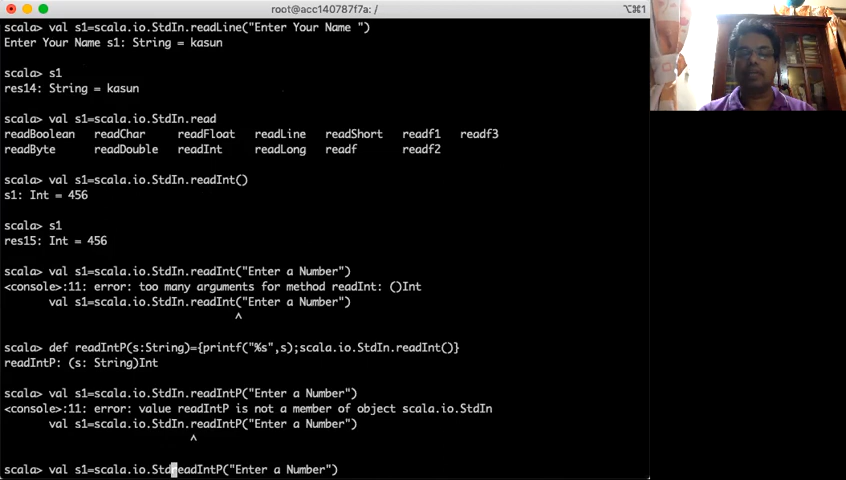 root@acc140787f7a: /
⌥⌘1
scala> val s1=scala.io.StdIn.readLine("Enter Your Name ")
Enter Your Name s1: String = kasun
scala> s1
res14: String = kasun
scala> val s1=scala.io.StdIn.read
readBoolean readChar readFloat readLine readShort readf1 readf3
readByte readDouble readInt readLong readf readf2
scala> val s1=scala.io.StdIn.readInt()
s1: Int = 456
scala> s1
res15: Int = 456
scala> val s1=scala.io.StdIn.readInt("Enter a Number")
<console>:11: error: too many arguments for method readInt: ()Int
val s1=scala.io.StdIn.readInt("Enter a Number")
^
scala> def readIntP(s:String)={printf("%s",s);scala.io.StdIn.readInt()}
readIntP: (s: String)Int
scala> val s1=scala.io.StdIn.readIntP("Enter a Number")
<console>:11: error: value readIntP is not a member of object scala.io.StdIn
val s1=scala.io.StdIn.readIntP("Enter a Number")
^
scala> val s1=scala.io.StdreadIntP("Enter a Number")